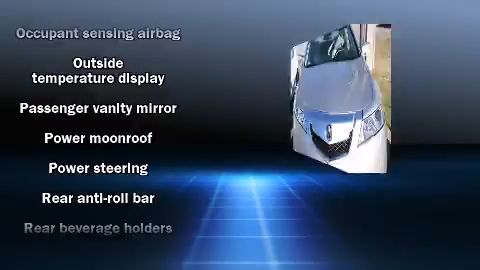 Occupant sensing airbag
Outside
temperature display
Passenger vanity mirror
Power moonroof
Power steering
Rear anti-roll bar
Rear beverage holders